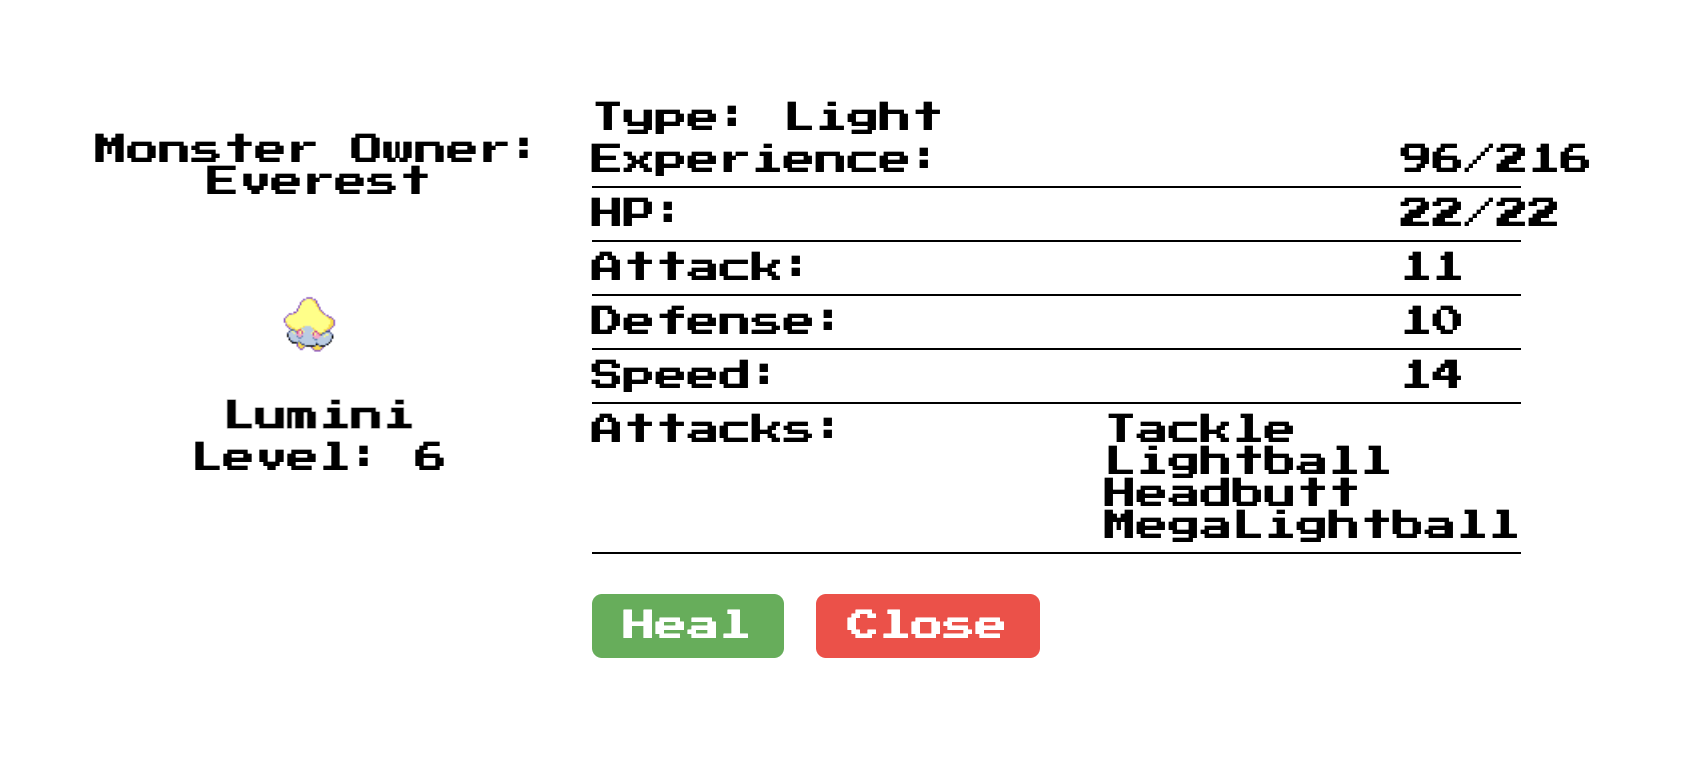 Monster Owner:
Everest
Lumini
Level: 6
Type: Light
Experience: 96/216
HP: 22/22
Attack: 11
Defense: 10
Speed: 14
Attacks: Tackle
Lightball
Headbutt
MegaLightball
Heal Close